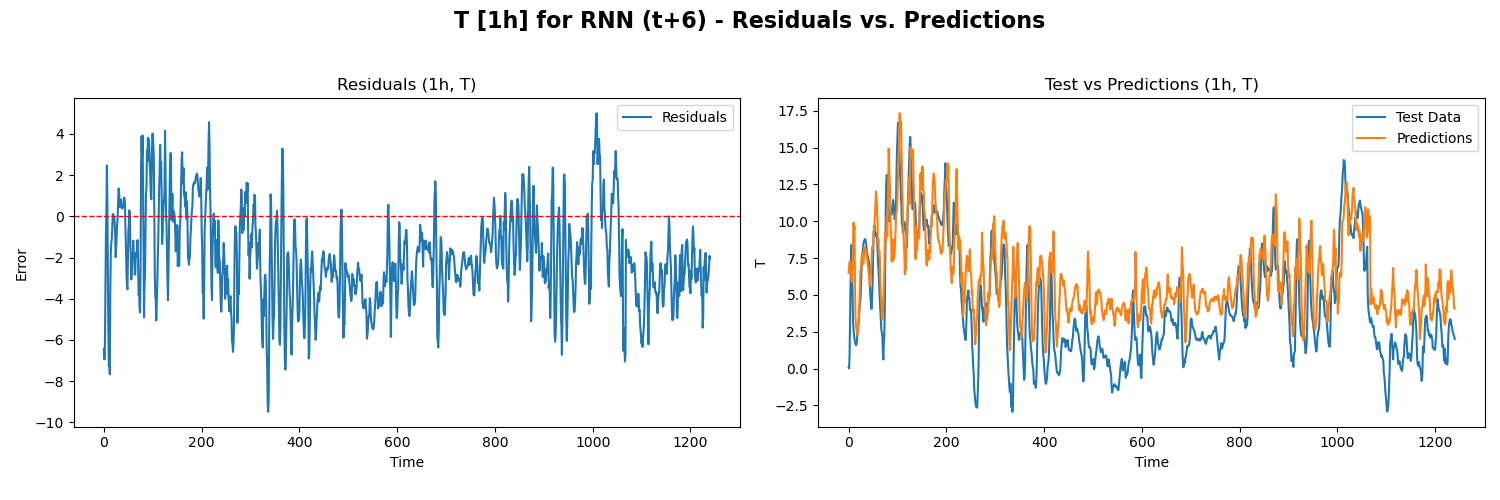 T [1h] for RNN (t+6) - Residuals vs. Predictions
Residuals (1h, T)
Residuals
Error
4
2
0
−2
−4
−6
−8
−10
0 200 400 600 800 1000 1200
Time
Test vs Predictions (1h, T)
Test Data
Predictions
T
17.5
15.0
12.5
10.0
7.5
5.0
2.5
0.0
−2.5
0 200 400 600 800 1000 1200
Time